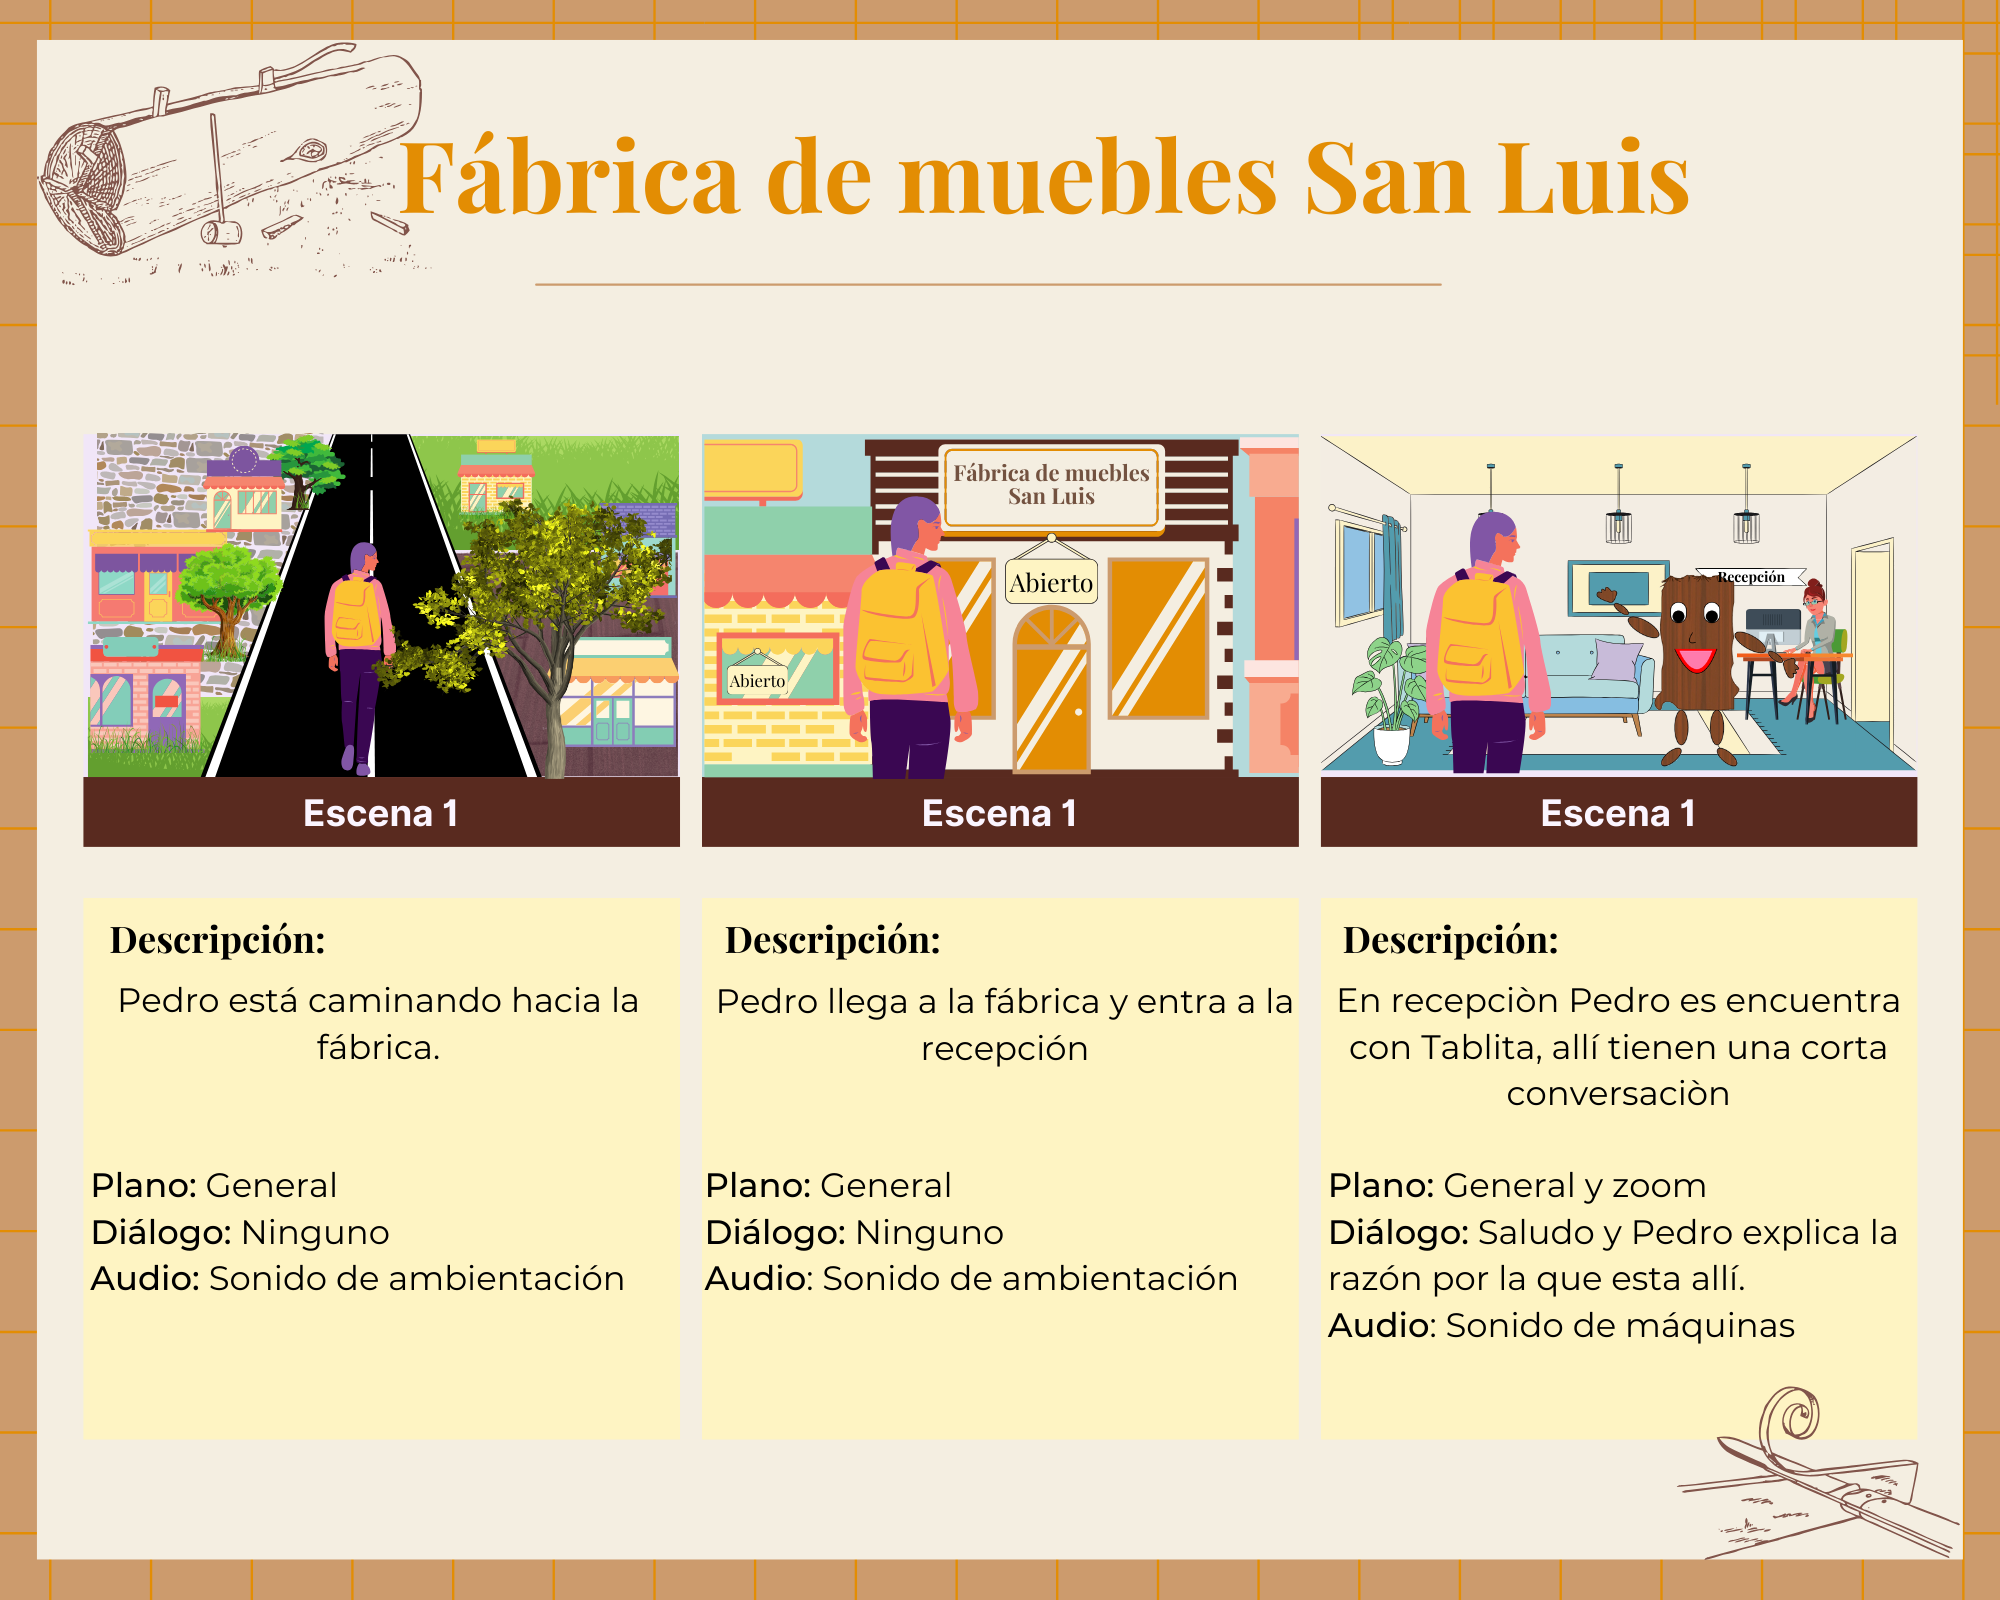 Fábrica de muebles San Luis
Fábrica de muebles
San Luis
Abierto
Abierto
Recepción
Escena 1
Escena 1
Escena 1
Descripción:
Pedro está caminando hacia la
fábrica.
Plano: General
Diálogo: Ninguno
Audio: Sonido de ambientación
Descripción:
Pedro llega a la fábrica y entra a la
recepción
Plano: General
Diálogo: Ninguno
Audio: Sonido de ambientación
Descripción:
En recepciòn Pedro es encuentra
con Tablita, allí tienen una corta
conversaciòn
Plano: General y zoom
Diálogo: Saludo y Pedro explica la
razón por la que esta allí.
Audio: Sonido de máquinas